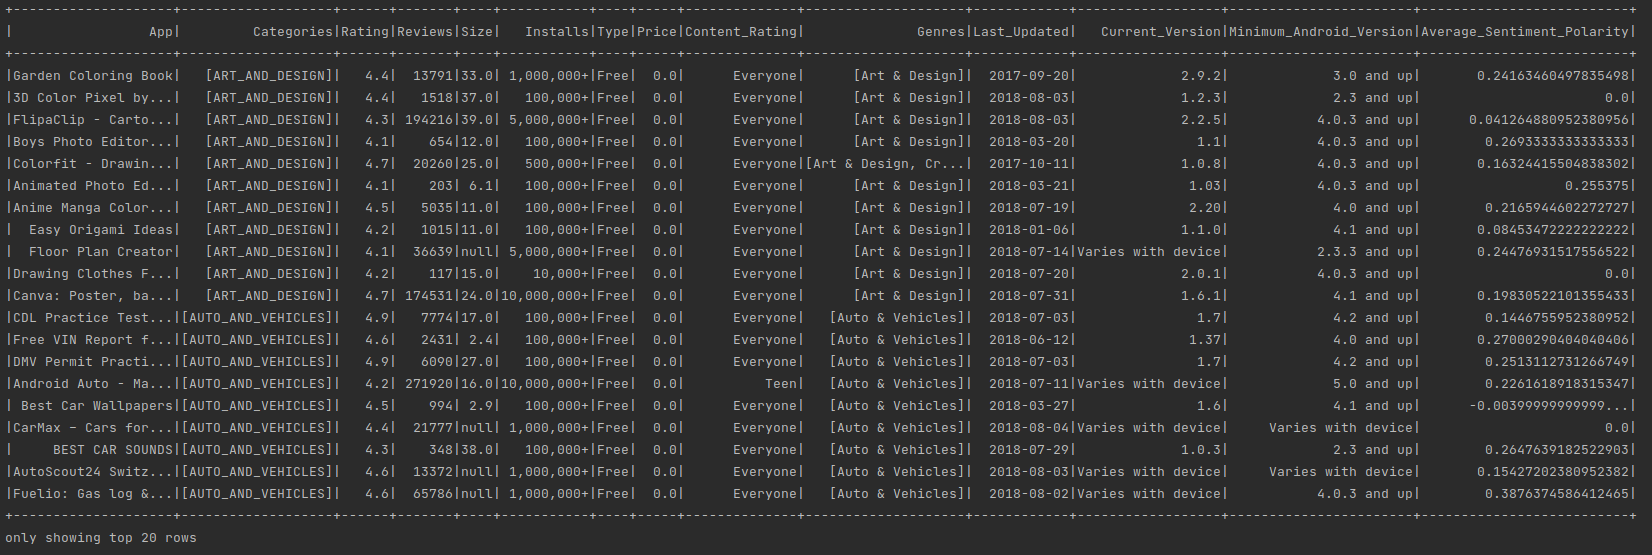 +--------------------+-------------------+------+-------+----+-----------+----+-----+--------------+--------------------+------------+------------------+-----------------------+--------------------------+
|                 App|         Categories|Rating|Reviews|Size|   Installs|Type|Price|Content_Rating|              Genres|Last_Updated|   Current_Version|Minimum_Android_Version|Average_Sentiment_Polarity|
+--------------------+-------------------+------+-------+----+-----------+----+-----+--------------+--------------------+------------+------------------+-----------------------+--------------------------+
|Garden Coloring Book|   [ART_AND_DESIGN]|   4.4|  13791|33.0| 1,000,000+|Free|  0.0|      Everyone|      [Art & Design]|  2017-09-20|             2.9.2|             3.0 and up|       0.24163460497835498|
|3D Color Pixel by...|   [ART_AND_DESIGN]|   4.4|   1518|37.0|   100,000+|Free|  0.0|      Everyone|      [Art & Design]|  2018-08-03|             1.2.3|             2.3 and up|                       0.0|
|FlipaClip - Carto...|   [ART_AND_DESIGN]|   4.3| 194216|39.0| 5,000,000+|Free|  0.0|      Everyone|      [Art & Design]|  2018-08-03|             2.2.5|           4.0.3 and up|      0.041264880952380956|
|Boys Photo Editor...|   [ART_AND_DESIGN]|   4.1|    654|12.0|   100,000+|Free|  0.0|      Everyone|      [Art & Design]|  2018-03-20|               1.1|           4.0.3 and up|        0.2693333333333333|
|Colorfit - Drawin...|   [ART_AND_DESIGN]|   4.7|  20260|25.0|   500,000+|Free|  0.0|      Everyone|[Art & Design, Cr...|  2017-10-11|             1.0.8|           4.0.3 and up|       0.16324415504838302|
|Animated Photo Ed...|   [ART_AND_DESIGN]|   4.1|    203| 6.1|   100,000+|Free|  0.0|      Everyone|      [Art & Design]|  2018-03-21|              1.03|           4.0.3 and up|                  0.255375|
|Anime Manga Color...|   [ART_AND_DESIGN]|   4.5|   5035|11.0|   100,000+|Free|  0.0|      Everyone|      [Art & Design]|  2018-07-19|              2.20|             4.0 and up|        0.2165944602272727|
|  Easy Origami Ideas|   [ART_AND_DESIGN]|   4.2|   1015|11.0|   100,000+|Free|  0.0|      Everyone|      [Art & Design]|  2018-01-06|             1.1.0|             4.1 and up|       0.08453472222222222|
|  Floor Plan Creator|   [ART_AND_DESIGN]|   4.1|  36639|null| 5,000,000+|Free|  0.0|      Everyone|      [Art & Design]|  2018-07-14|Varies with device|           2.3.3 and up|       0.24476931517556522|
|Drawing Clothes F...|   [ART_AND_DESIGN]|   4.2|    117|15.0|    10,000+|Free|  0.0|      Everyone|      [Art & Design]|  2018-07-20|             2.0.1|           4.0.3 and up|                       0.0|
|Canva: Poster, ba...|   [ART_AND_DESIGN]|   4.7| 174531|24.0|10,000,000+|Free|  0.0|      Everyone|      [Art & Design]|  2018-07-31|             1.6.1|             4.1 and up|       0.19830522101355433|
|CDL Practice Test...|[AUTO_AND_VEHICLES]|   4.9|   7774|17.0|   100,000+|Free|  0.0|      Everyone|   [Auto & Vehicles]|  2018-07-03|               1.7|             4.2 and up|        0.1446755952380952|
|Free VIN Report f...|[AUTO_AND_VEHICLES]|   4.6|   2431| 2.4|   100,000+|Free|  0.0|      Everyone|   [Auto & Vehicles]|  2018-06-12|              1.37|             4.0 and up|       0.27000290404040406|
|DMV Permit Practi...|[AUTO_AND_VEHICLES]|   4.9|   6090|27.0|   100,000+|Free|  0.0|      Everyone|   [Auto & Vehicles]|  2018-07-03|               1.7|             4.2 and up|        0.2513112731266749|
|Android Auto - Ma...|[AUTO_AND_VEHICLES]|   4.2| 271920|16.0|10,000,000+|Free|  0.0|          Teen|   [Auto & Vehicles]|  2018-07-11|Varies with device|             5.0 and up|        0.2261618918315347|
| Best Car Wallpapers|[AUTO_AND_VEHICLES]|   4.5|    994| 2.9|   100,000+|Free|  0.0|      Everyone|   [Auto & Vehicles]|  2018-03-27|               1.6|             4.1 and up|      -0.00399999999999...|
|CarMax – Cars for...|[AUTO_AND_VEHICLES]|   4.4|  21777|null| 1,000,000+|Free|  0.0|      Everyone|   [Auto & Vehicles]|  2018-08-04|Varies with device|     Varies with device|                       0.0|
|     BEST CAR SOUNDS|[AUTO_AND_VEHICLES]|   4.3|    348|38.0|   100,000+|Free|  0.0|      Everyone|   [Auto & Vehicles]|  2018-07-29|             1.0.3|             2.3 and up|        0.2647639182522903|
|AutoScout24 Switz...|[AUTO_AND_VEHICLES]|   4.6|  13372|null| 1,000,000+|Free|  0.0|      Everyone|   [Auto & Vehicles]|  2018-08-03|Varies with device|     Varies with device|       0.15427202380952382|
|Fuelio: Gas log &...|[AUTO_AND_VEHICLES]|   4.6|  65786|null| 1,000,000+|Free|  0.0|      Everyone|   [Auto & Vehicles]|  2018-08-02|Varies with device|           4.0.3 and up|        0.3876374586412465|
+--------------------+-------------------+------+-------+----+-----------+----+-----+--------------+--------------------+------------+------------------+-----------------------+--------------------------+
only showing top 20 rows